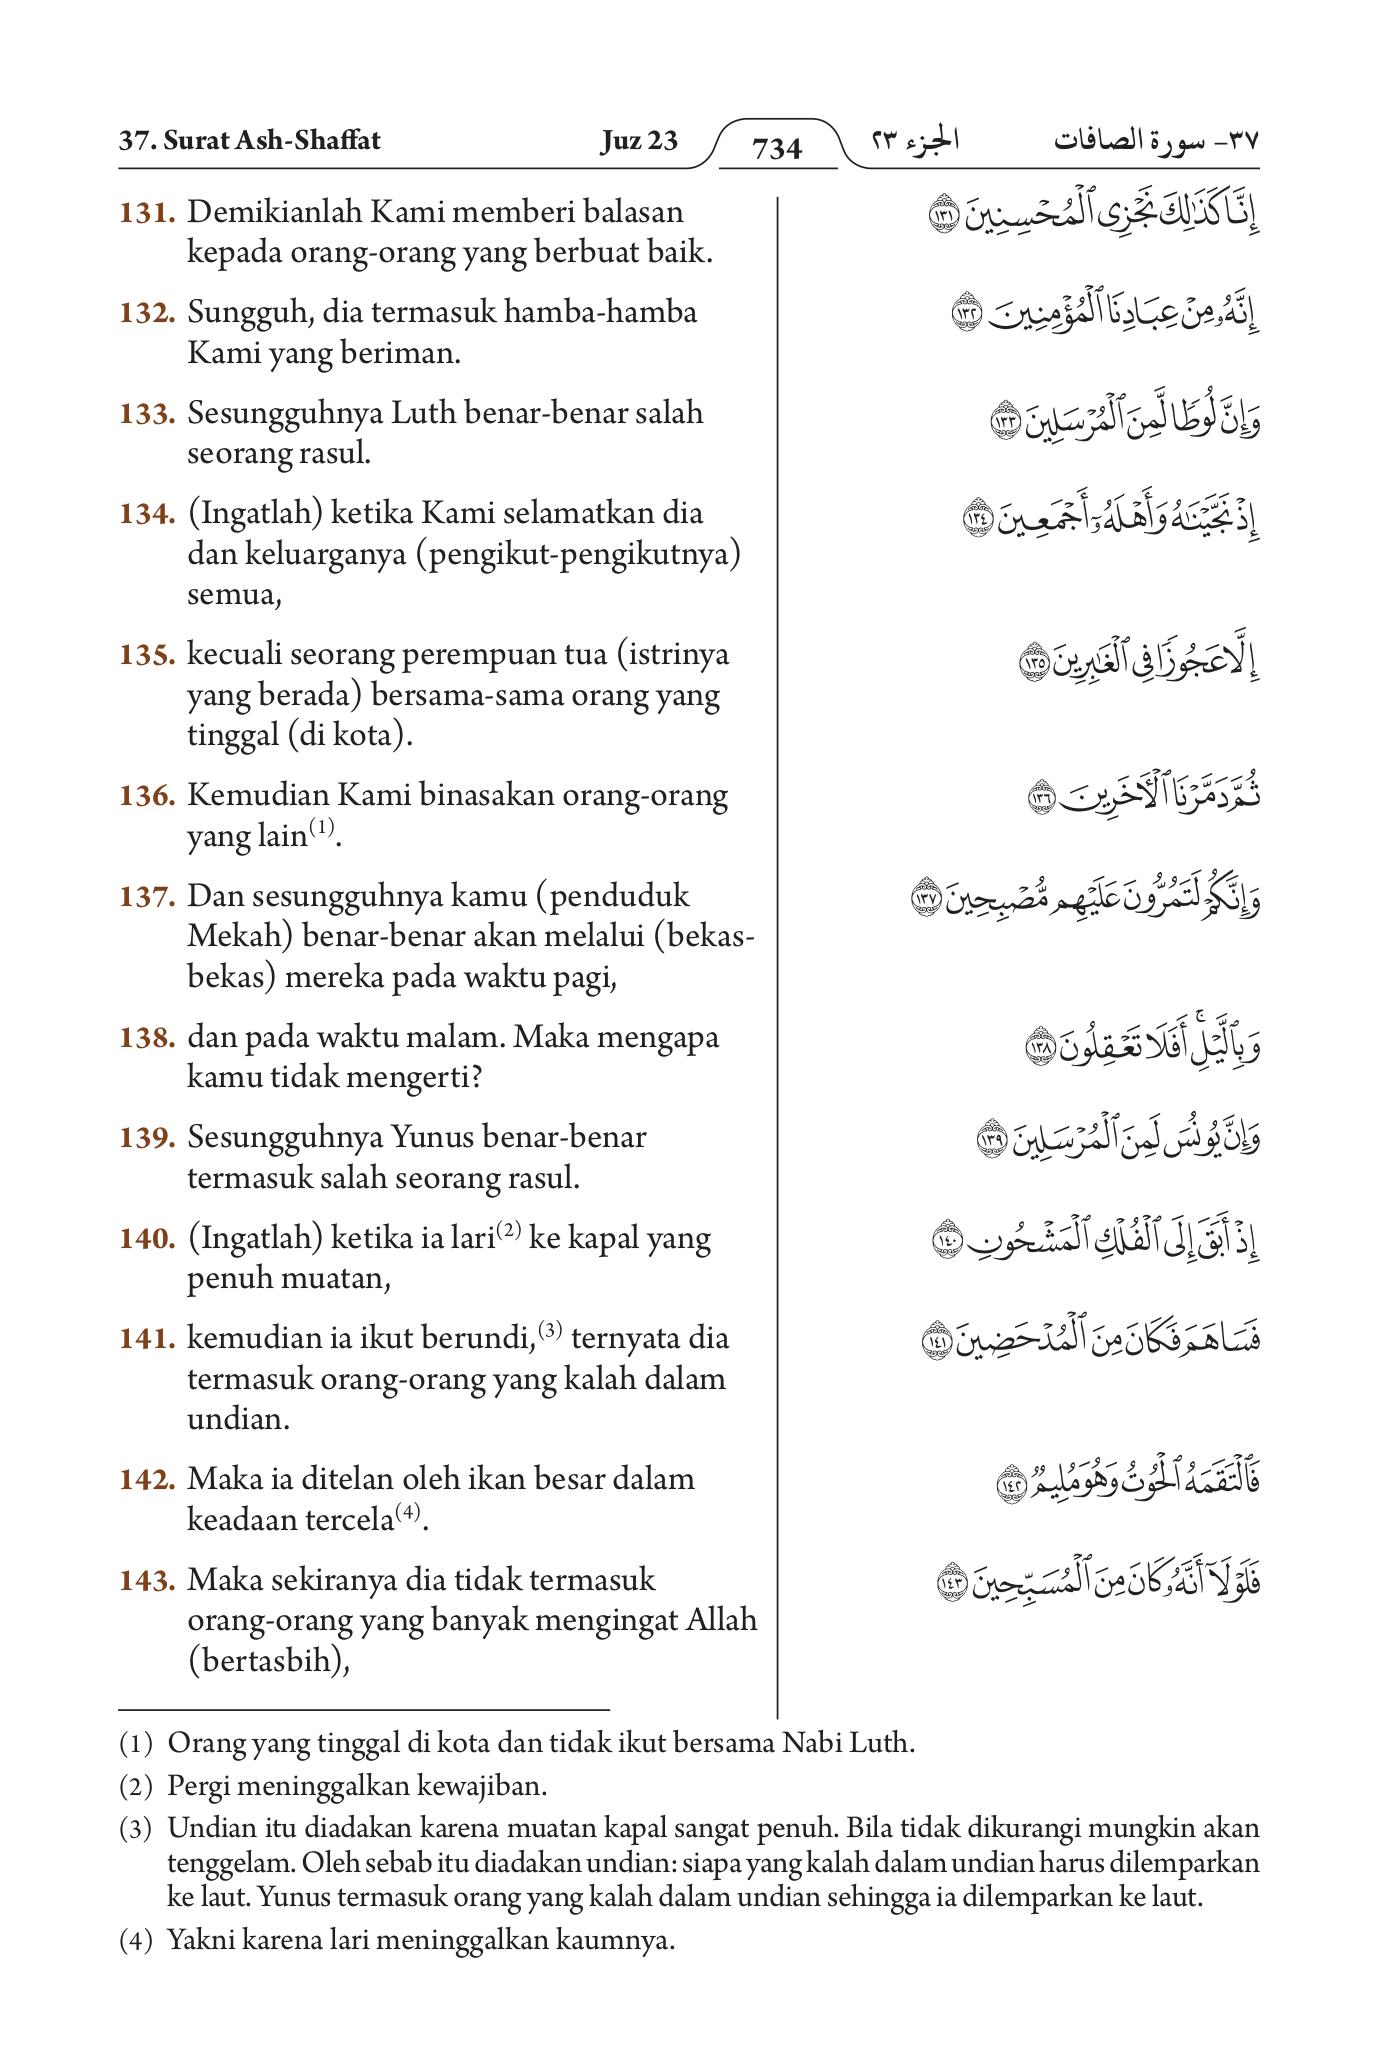 37. Surat Ash-Shaffat Juz 23 734 الجزء ٢٣ ٣٧- سورة الصافات
131. Demikianlah Kami memberi balasan
kepada orang-orang yang berbuat baik.
132. Sungguh, dia termasuk hamba-hamba
Kami yang beriman.
133. Sesungguhnya Luth benar-benar salah
seorang rasul.
134. (Ingatlah) ketika Kami selamatkan dia
dan keluarganya (pengikut-pengikutnya)
semua,
135. kecuali seorang perempuan tua (istrinya
yang berada) bersama-sama orang yang
tinggal (di kota).
136. Kemudian Kami binasakan orang-orang
yang lain(1).
137. Dan sesungguhnya kamu (penduduk
Mekah) benar-benar akan melalui (bekas-
bekas) mereka pada waktu pagi,
138. dan pada waktu malam. Maka mengapa
kamu tidak mengerti?
139. Sesungguhnya Yunus benar-benar
termasuk salah seorang rasul.
140. (Ingatlah) ketika ia lari(2) ke kapal yang
penuh muatan,
141. kemudian ia ikut berundi,(3) ternyata dia
termasuk orang-orang yang kalah dalam
undian.
142. Maka ia ditelan oleh ikan besar dalam
keadaan tercela(4).
143. Maka sekiranya dia tidak termasuk
orang-orang yang banyak mengingat Allah
(bertasbih),
إِنَّا كَذَٰلِكَ نَجْزِى ٱلْمُحْسِنِينَ ١٣١
إِنَّهُۥ مِنْ عِبَادِنَا ٱلْمُؤْمِنِينَ ١٣٢
وَإِنَّ لُوطًا لَّمِنَ ٱلْمُرْسَلِينَ ١٣٣
إِذْ نَجَّيْنَٰهُ وَأَهْلَهُۥٓ أَجْمَعِينَ ١٣٤
إِلَّا عَجُوزًا فِى ٱلْغَٰبِرِينَ ١٣٥
ثُمَّ دَمَّرْنَا ٱلْءَاخَرِينَ ١٣٦
وَإِنَّكُمْ لَتَمُرُّونَ عَلَيْهِم مُّصْبِحِينَ ١٣٧
وَبِٱلَّيْلِ ۚ أَفَلَا تَعْقِلُونَ ١٣٨
وَإِنَّ يُونُسَ لَمِنَ ٱلْمُرْسَلِينَ ١٣٩
إِذْ أَبَقَ إِلَى ٱلْفُلْكِ ٱلْمَشْحُونِ ١٤٠
فَسَاهَمَ فَكَانَ مِنَ ٱلْمُدْحَضِينَ ١٤١
فَٱلْتَقَمَهُ ٱلْحُوتُ وَهُوَ مُلِيمٌ ١٤٢
فَلَوْلَآ أَنَّهُۥ كَانَ مِنَ ٱلْمُسَبِّحِينَ ١٤٣
(1) Orang yang tinggal di kota dan tidak ikut bersama Nabi Luth.
(2) Pergi meninggalkan kewajiban.
(3) Undian itu diadakan karena muatan kapal sangat penuh. Bila tidak dikurangi mungkin akan
tenggelam. Oleh sebab itu diadakan undian: siapa yang kalah dalam undian harus dilemparkan
ke laut. Yunus termasuk orang yang kalah dalam undian sehingga ia dilemparkan ke laut.
(4) Yakni karena lari meninggalkan kaumnya.